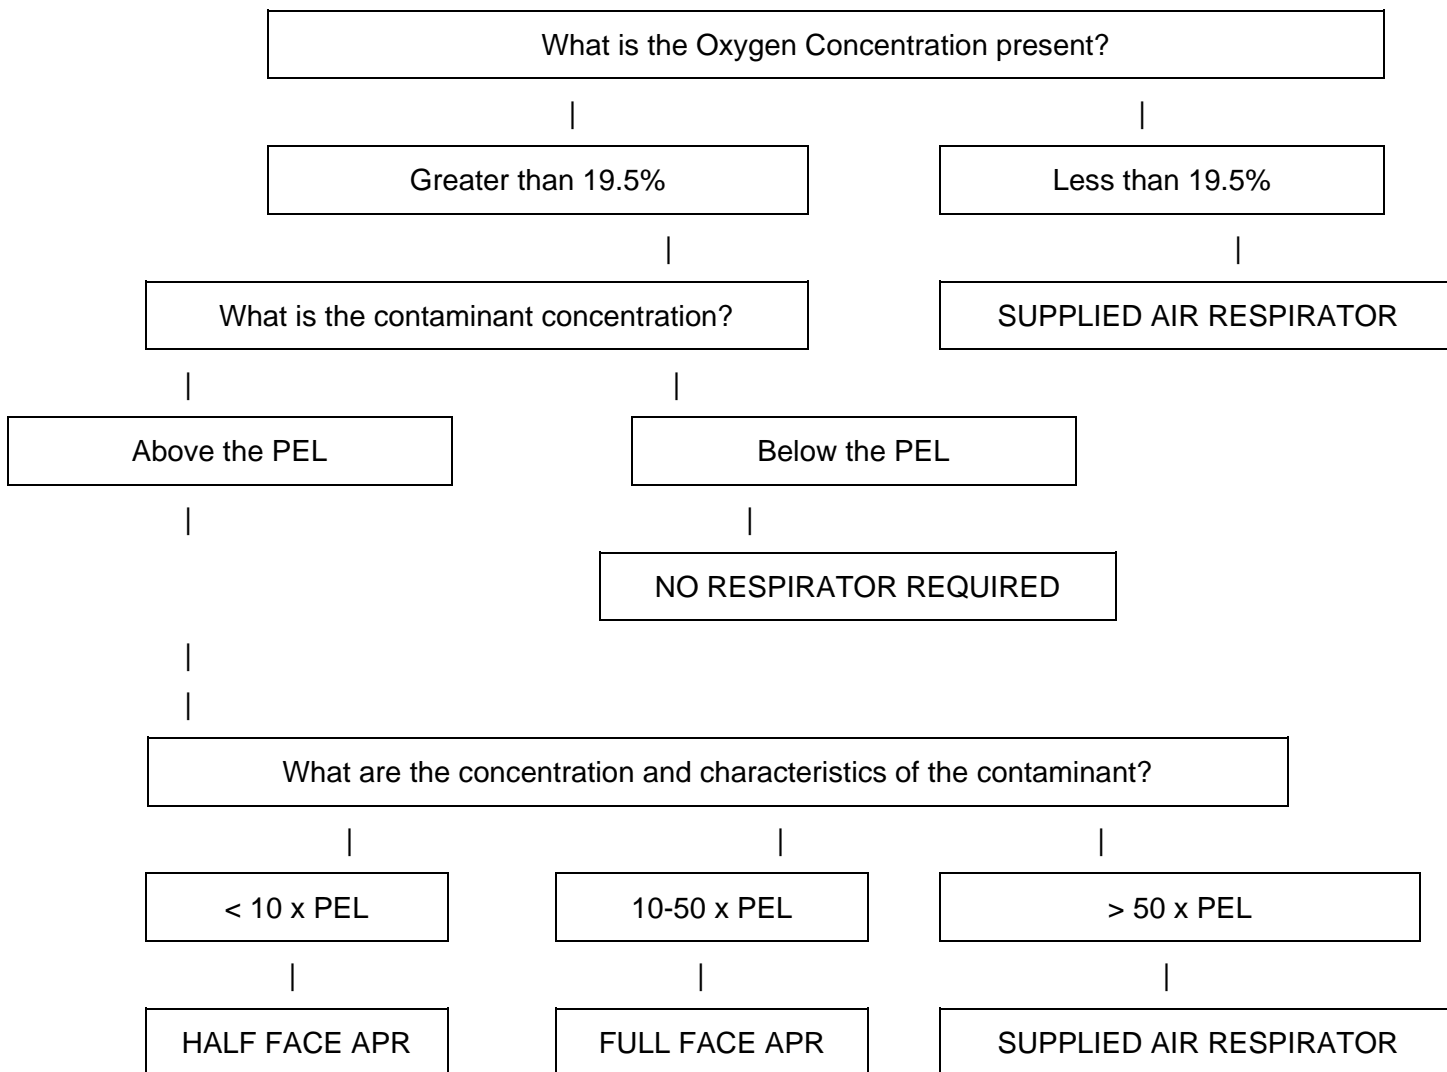 What is the Oxygen Concentration present?
Greater than 19.5%
Less than 19.5%
What is the contaminant concentration?
SUPPLIED AIR RESPIRATOR
Above the PEL
Below the PEL
NO RESPIRATOR REQUIRED
What are the concentration and characteristics of the contaminant?
< 10 x PEL
10-50 x PEL
> 50 x PEL
HALF FACE APR
FULL FACE APR
SUPPLIED AIR RESPIRATOR